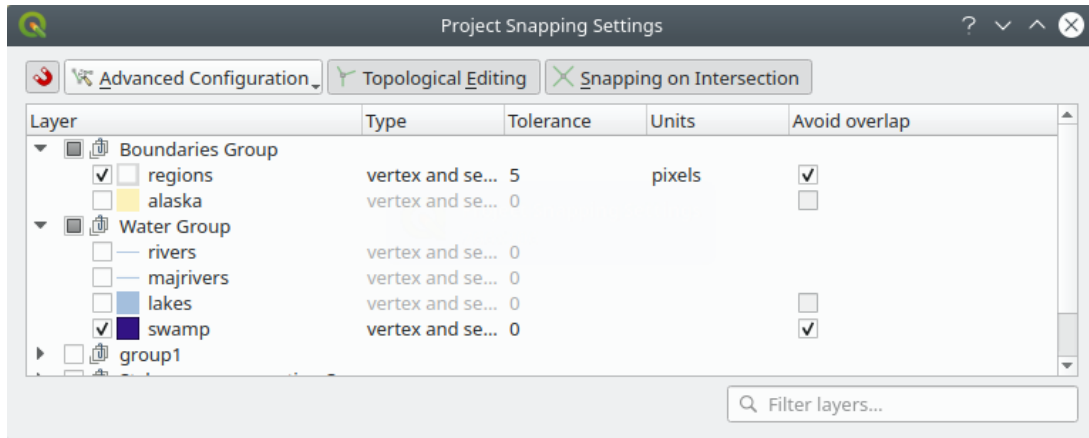 Project Snapping Settings
Advanced Configuration Topological Editing Snapping on Intersection
Layer Type Tolerance Units Avoid overlap
Boundaries Group
regions vertex and se... 5 pixels
alaska vertex and se... 0
Water Group
rivers vertex and se... 0
majrivers vertex and se... 0
lakes vertex and se... 0
swamp vertex and se... 0
group1
Filter layers...